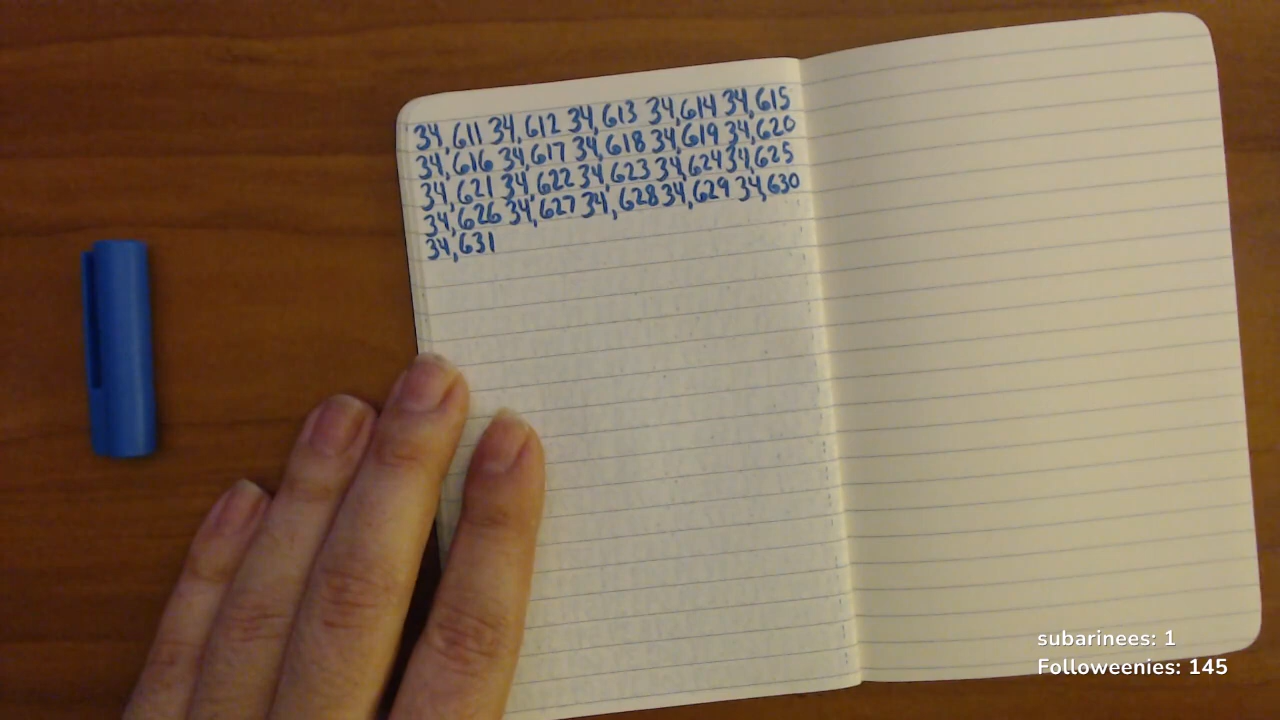 34,611 34,612 34,613 34,614 34,615
34,616 34,617 34,618 34,619 34,620
34,621 34,622 34,623 34,624 34,625
34,626 34,627 34,628 34,629 34,630
34,631
subarinees: 1
Followeenies: 145